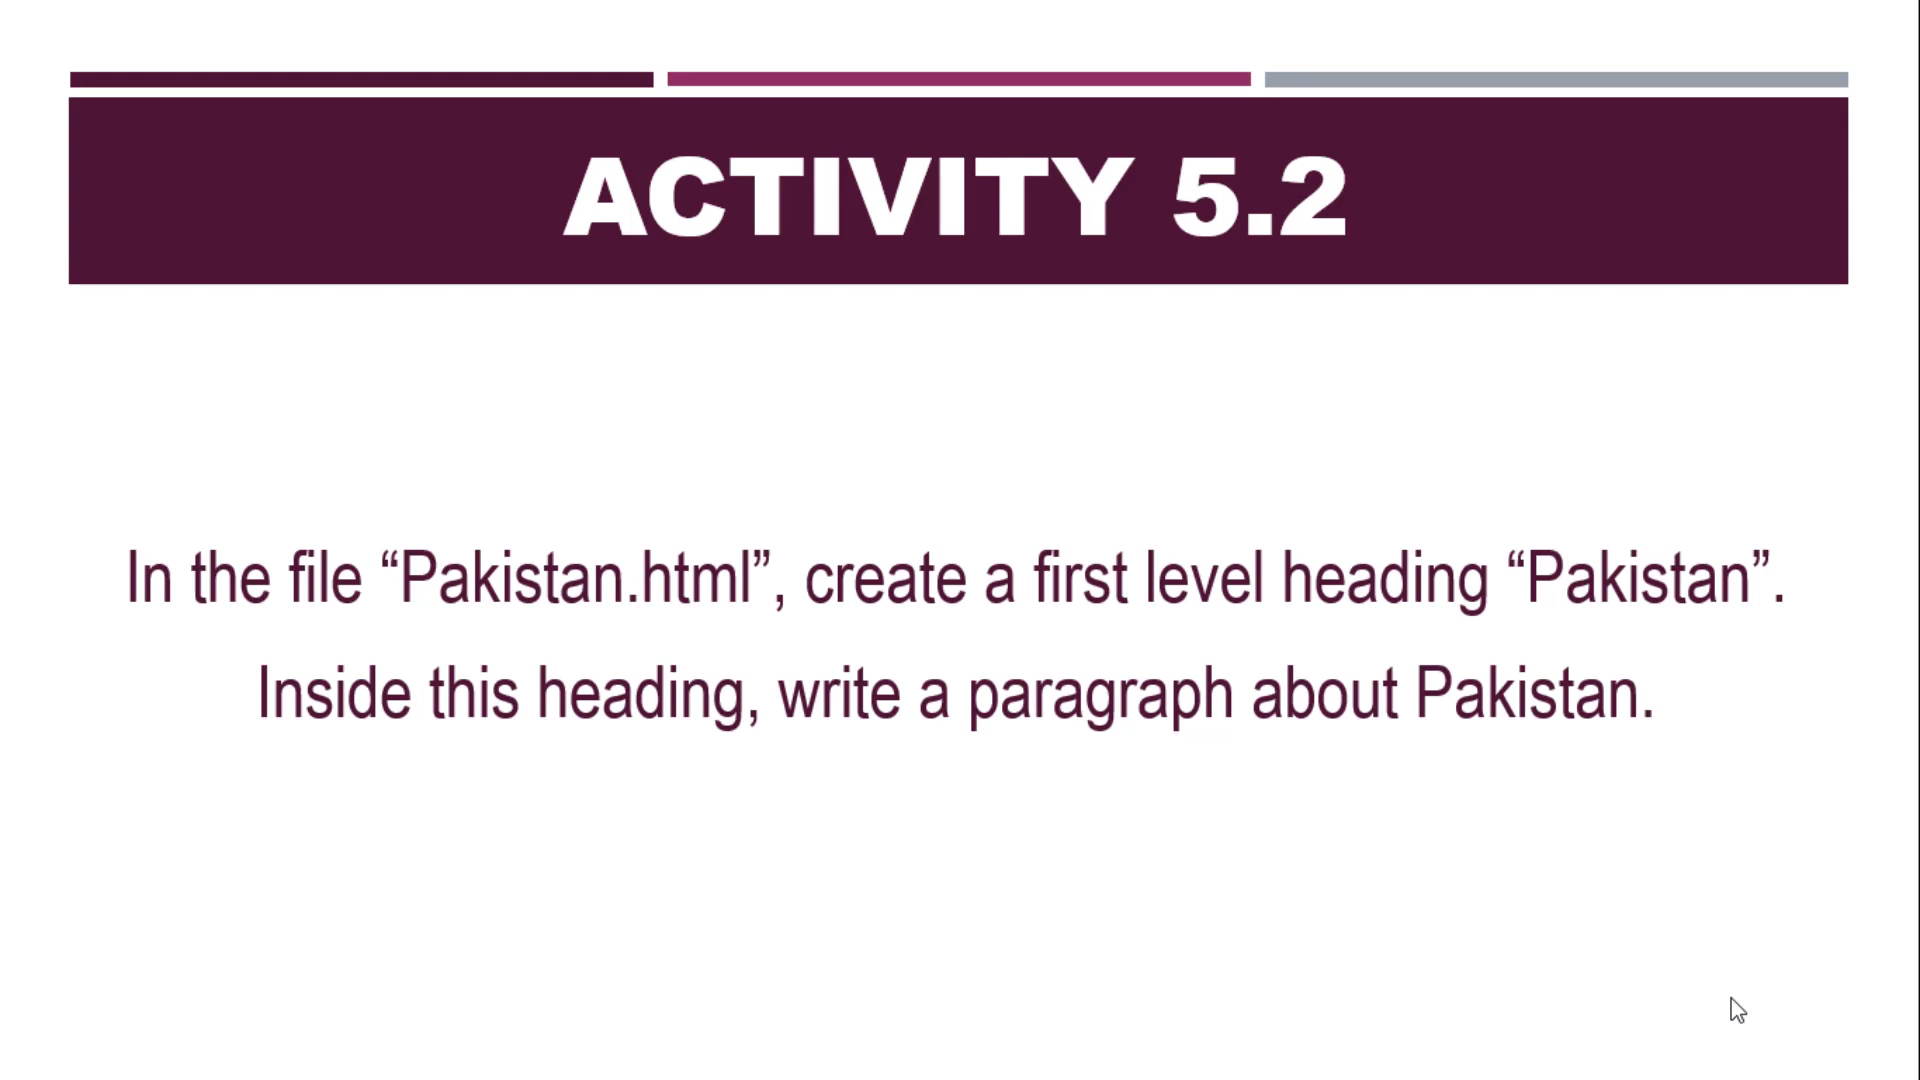 ACTIVITY 5.2
In the file “Pakistan.html”, create a first level heading “Pakistan”.
Inside this heading, write a paragraph about Pakistan.